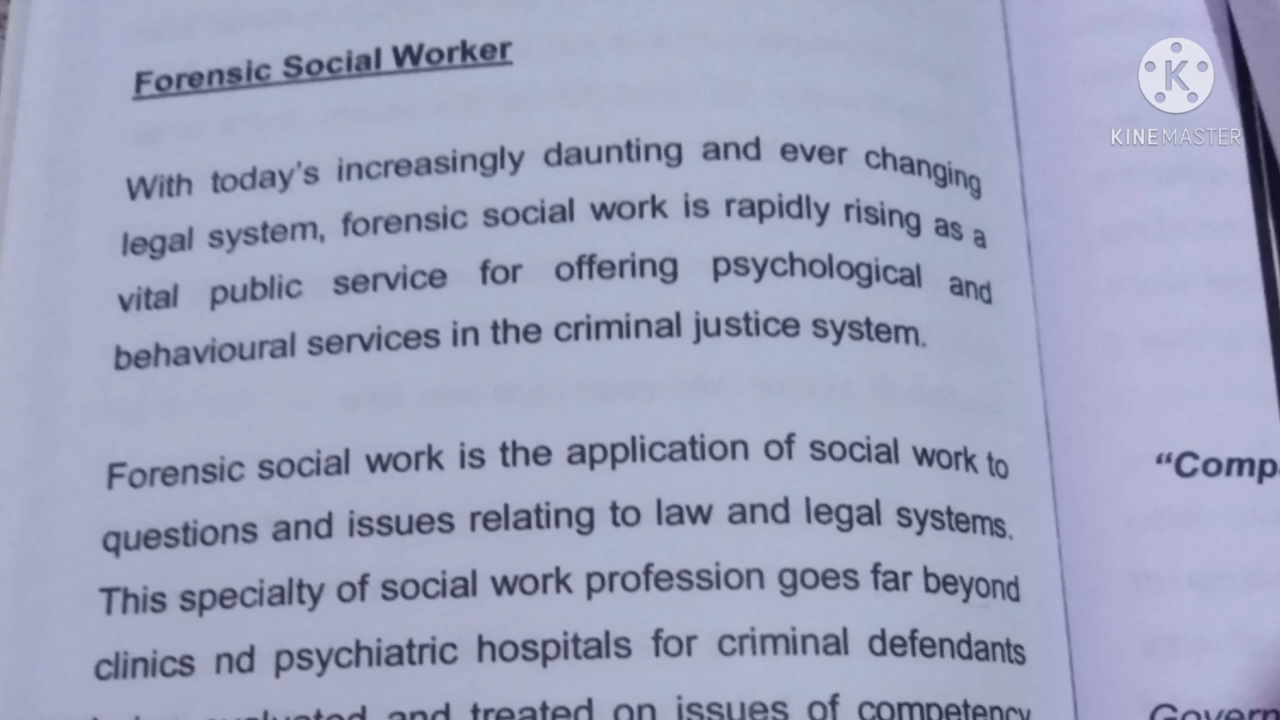 Forensic Social Worker
KINEMASTER
With today's increasingly daunting and ever changing
legal system, forensic social work is rapidly rising as a
vital public service for offering psychological and
behavioural services in the criminal justice system.
Forensic social work is the application of social work to
questions and issues relating to law and legal systems.
This specialty of social work profession goes far beyond
clinics nd psychiatric hospitals for criminal defendants
and treated on issues of competency
“Comp
Govern